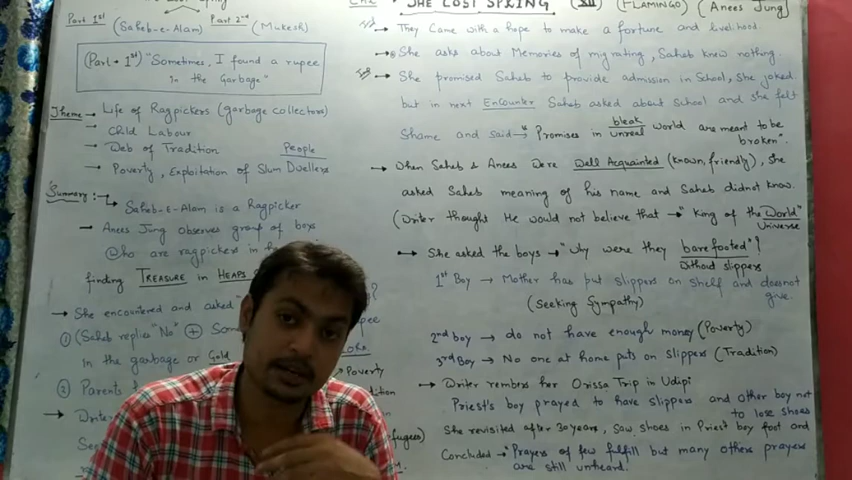 Lost Spring
Part 1st (Saheb-e-Alam) Part 2nd (Mukesh)
(Part-1st) "Sometimes, I found a rupee
in the Garbage"
Theme → Life of Ragpickers (garbage collectors)
→ Child Labour
→ Web of Tradition People
→ Poverty, Exploitation of Slum Dwellers
Summary :→ Saheb-E-Alam is a Ragpicker
→ Anees Jung observes group of boys
who are ragpickers in
finding TREASURE in HEAPS
→ She encountered and asked ?
① (Saheb replies "No" ⊕ rupee
in the garbage or Gold
Poverty
② Parents
→
fugees)
THE LOST SPRING XII (FLAMINGO) (Anees Jung)
→ They Came with a hope to make a fortune and livelihood.
→ She asks about Memories of migrating, Saheb knew nothing.
→ She promised Saheb to provide admission in School, She joked
but in next EnCounter Saheb asked about School and She felt
Shame and said → "Promises in bleak world are meant to be
unreal broken".
→ When Saheb & Anees were Well Acquainted (known, friendly), She
asked Saheb meaning of his name and Saheb didnot know.
(Writer thought He would not believe that → "King of the World"
Universe
→ She asked the boys → "Why were they barefooted"?
Without slippers
1st Boy → Mother has put slippers on shelf and doesnot
give.
(Seeking Sympathy)
2nd boy → do not have enough money (Poverty)
3rd Boy → No one at home puts on slippers (Tradition)
→ Writer rembers her Orissa Trip in Udipi
Priest's boy prayed to have slippers and other boy not
to lose shoes
She revisited after 30 years, saw shoes in Priest boy foot and
Concluded → "Prayers of few fulfill but many others prayers
are still unheard.